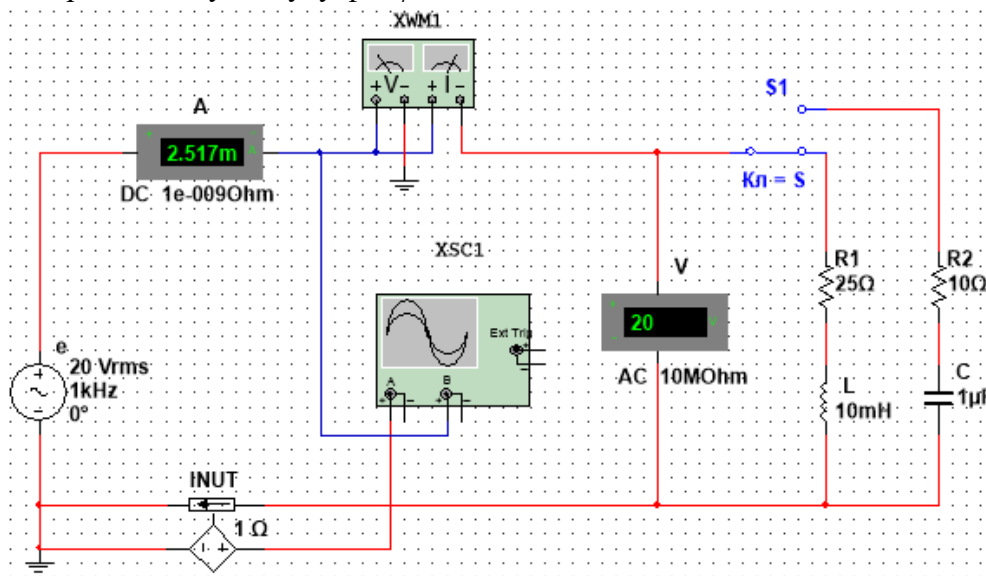 XWM1
V
I
S1
A
2.517m
DC 1e-009Ohm
Кл = S
XSC1
V
R1
25Ω
R2
10Ω
Ext Trig
20
e
20 Vrms
1kHz
0°
A
B
AC 10MOhm
L
10mH
C
INUT
1 Ω